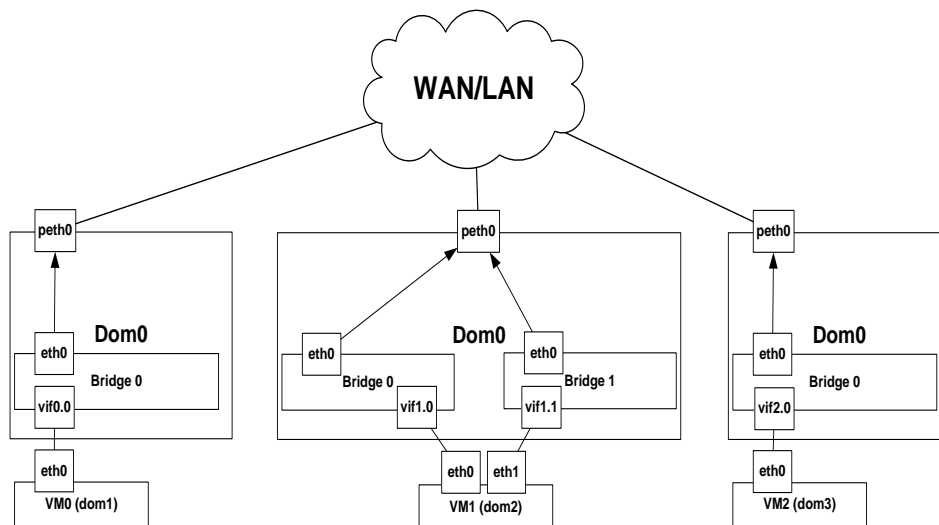 WAN/LAN
peth0
peth0
peth0
Dom0
Dom0
Dom0
eth0
eth0
eth0
eth0
Bridge 0
Bridge 0
Bridge 1
Bridge 0
vif0.0
vif1.0
vif1.1
vif2.0
eth0
eth0
eth1
eth0
VM0 (dom1)
VM1 (dom2)
VM2 (dom3)